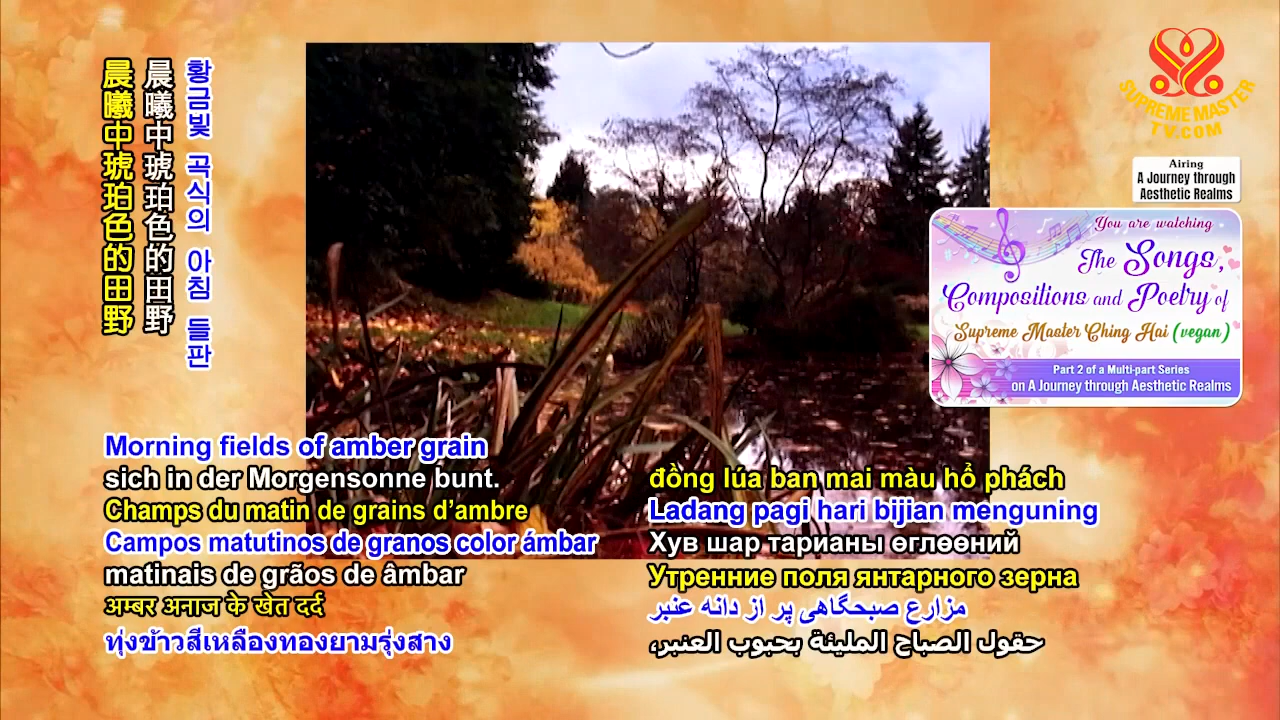 황금빛 곡식의 아침 들판
晨曦中琥珀色的田野
晨曦中琥珀色的田野
SUPREME MASTER
TV.COM
Airing
A Journey through
Aesthetic Realms
You are watching
The Songs,
Compositions and Poetry of
Supreme Master Ching Hai (vegan)
Part 2 of a Multi-part Series
on A Journey through Aesthetic Realms
Morning fields of amber grain
sich in der Morgensonne bunt.
Champs du matin de grains d’ambre
Campos matutinos de granos color ámbar
matinais de grãos de âmbar
अम्बर अनाज के खेत दर्द
ทุ่งข้าวสีเหลืองทองยามรุ่งสาง
đồng lúa ban mai màu hổ phách
Ladang pagi hari bijian menguning
Хув шар тарианы өглөөний
Утренние поля янтарного зерна
مزارع صبحگاهی پر از دانه عنبر
حقول الصباح المليئة بحبوب العنبر،